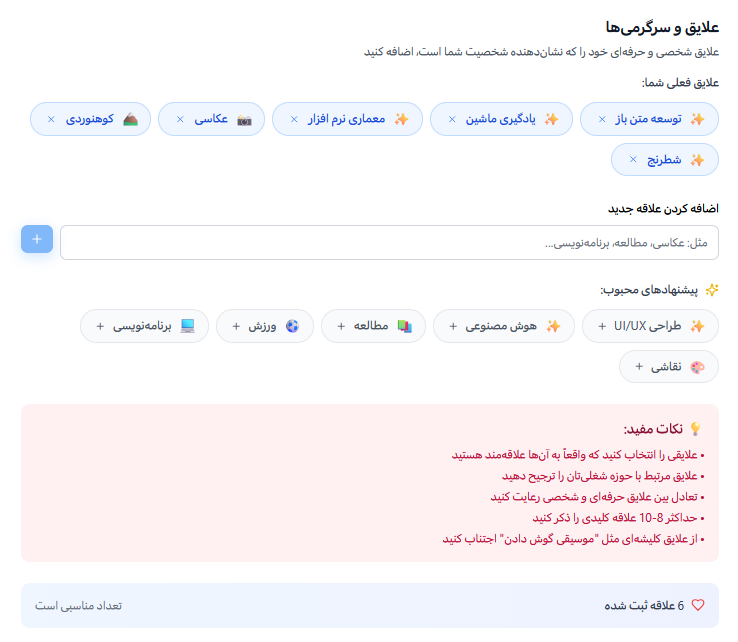 علایق و سرگرمی‌ها
علایق شخصی و حرفه‌ای خود را که نشان‌دهنده شخصیت شما است، اضافه کنید
علایق فعلی شما:
✨ توسعه متن باز × ✨ یادگیری ماشین × ✨ معماری نرم افزار × 📷 عکاسی × ⛰️ کوهنوردی ×
✨ شطرنج ×
اضافه کردن علاقه جدید
مثل: عکاسی، مطالعه، برنامه‌نویسی... +
پیشنهادهای محبوب:
✨ طراحی UI/UX + ✨ هوش مصنوعی + 📚 مطالعه + ⚽ ورزش + 💻 برنامه‌نویسی +
🎨 نقاشی +
💡 نکات مفید:
• علایقی را انتخاب کنید که واقعاً به آن‌ها علاقه‌مند هستید
• علایق مرتبط با حوزه شغلی‌تان را ترجیح دهید
• تعادل بین علایق حرفه‌ای و شخصی رعایت کنید
• حداکثر 8-10 علاقه کلیدی را ذکر کنید
• از علایق کلیشه‌ای مثل "موسیقی گوش دادن" اجتناب کنید
6 علاقه ثبت شده
تعداد مناسبی است